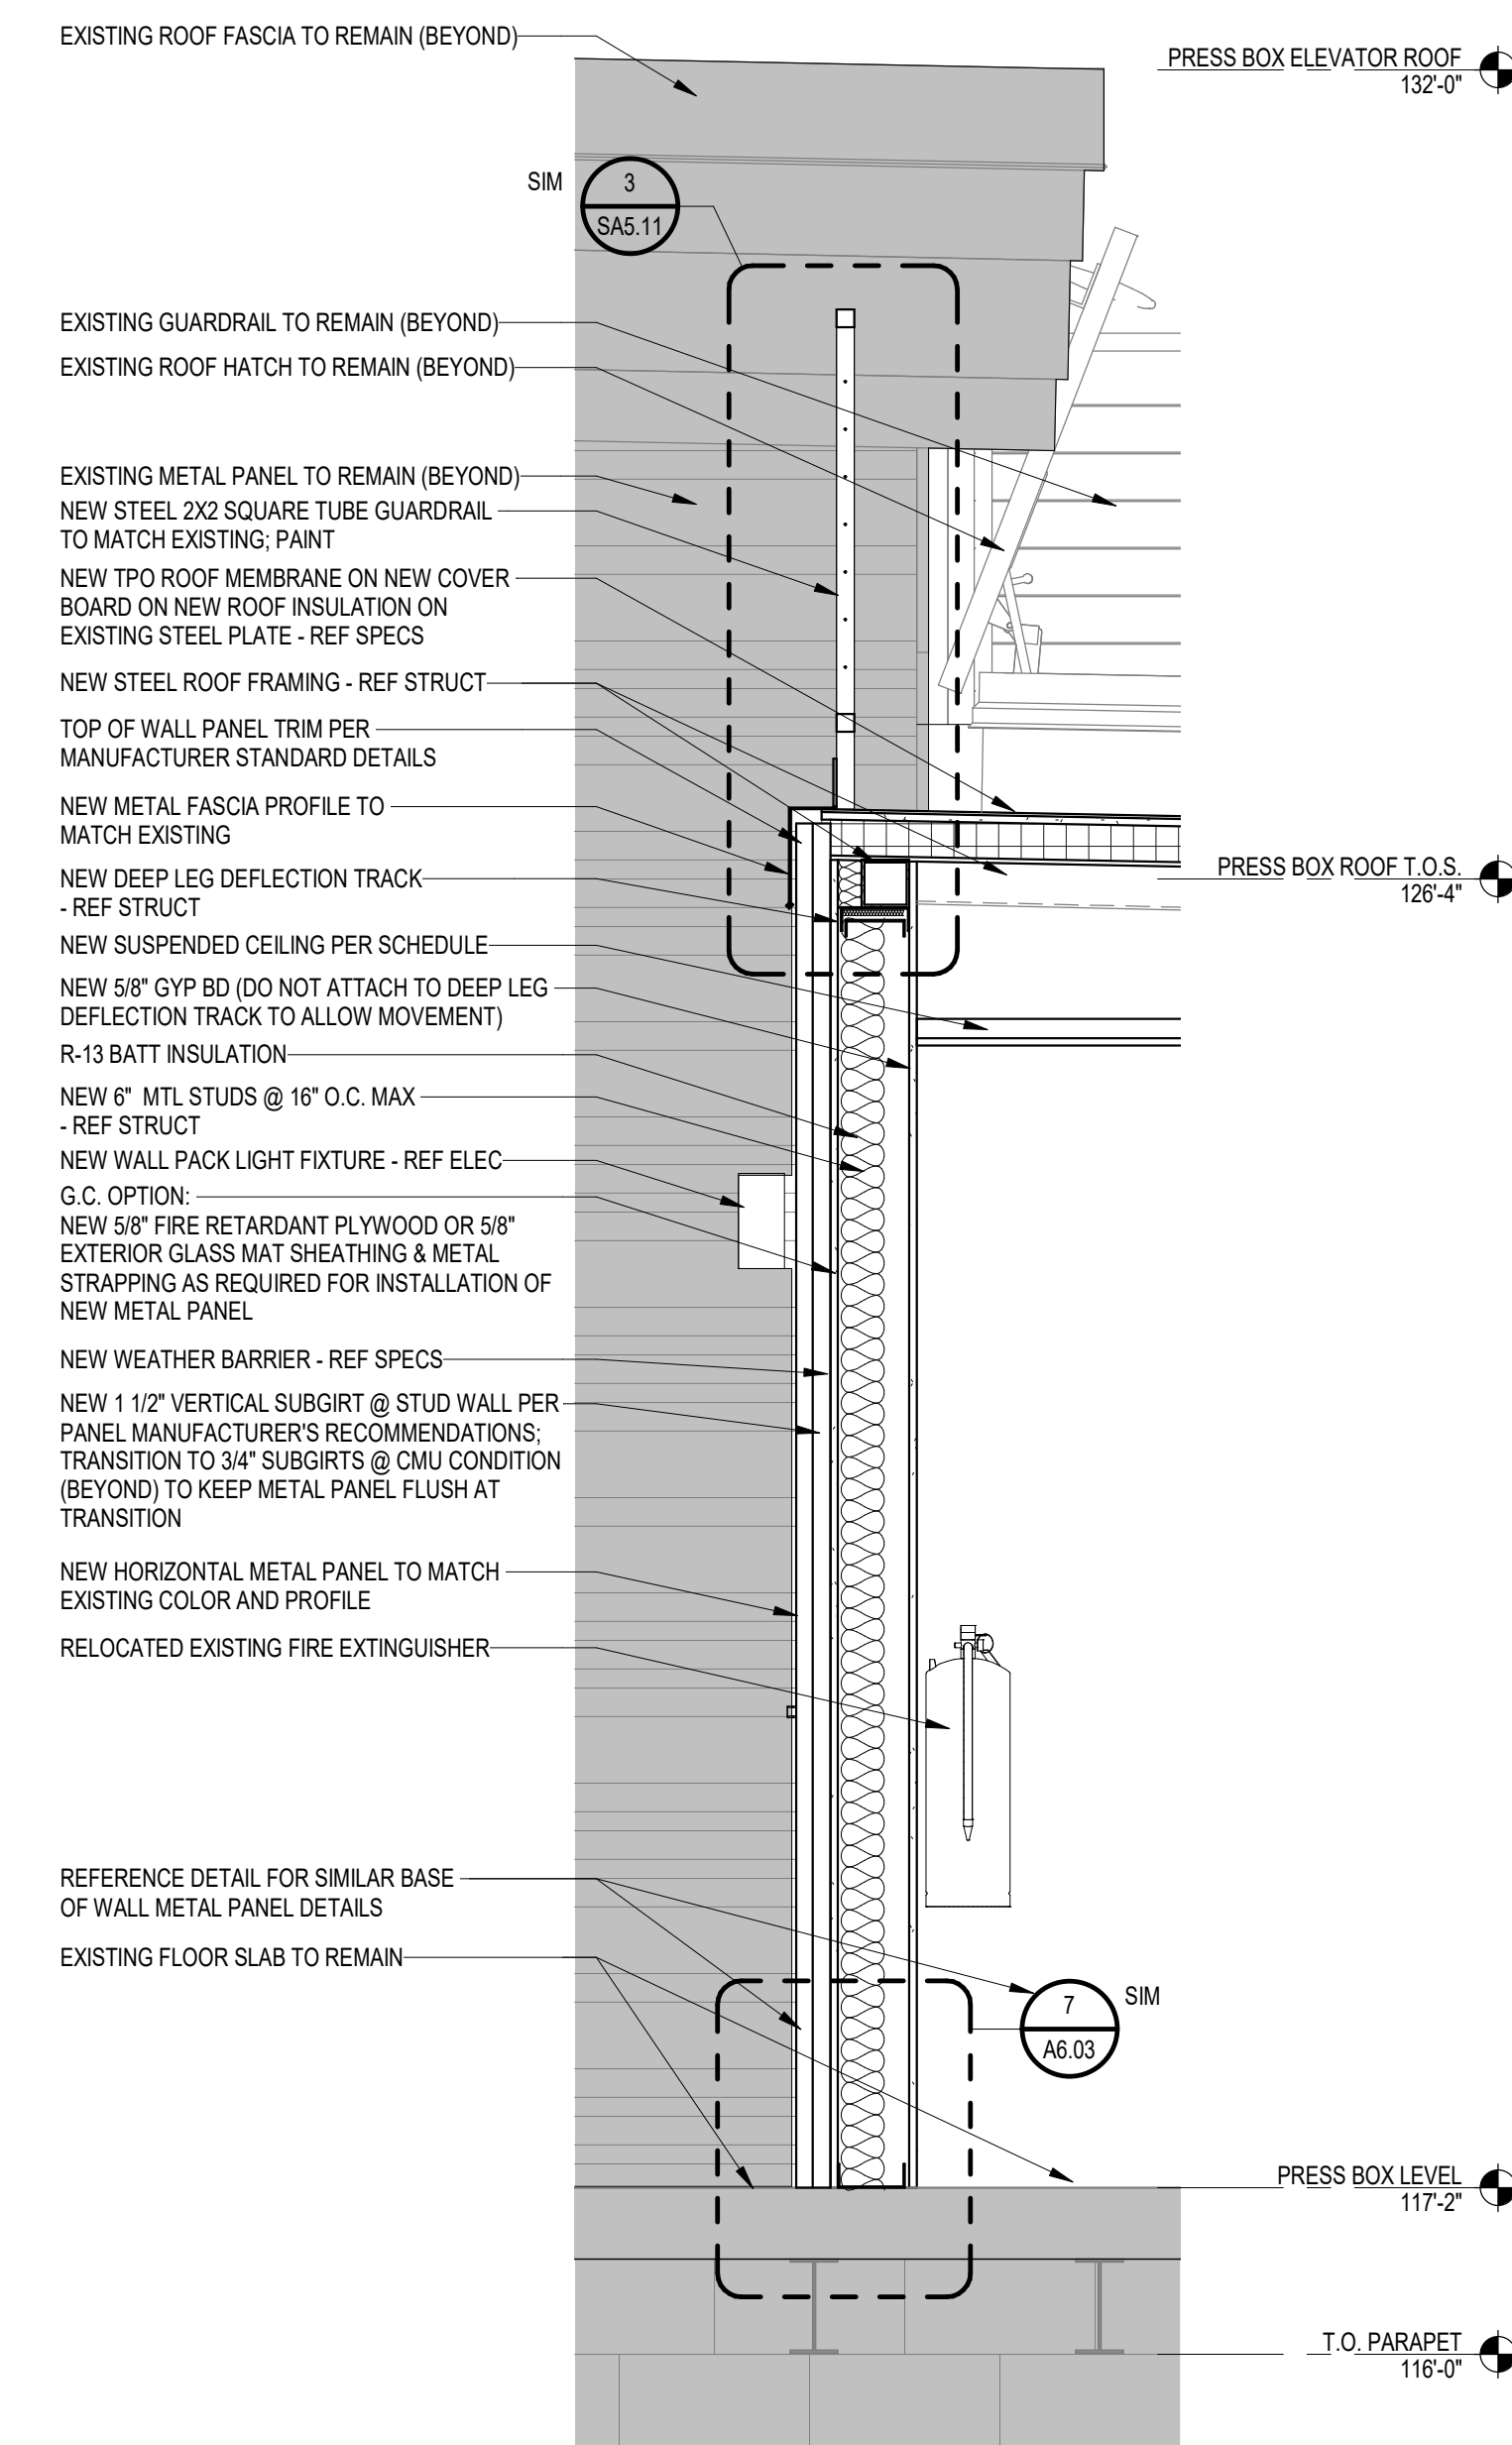 EXISTING ROOF FASCIA TO REMAIN (BEYOND)
PRESS BOX ELEVATOR ROOF
132'-0"
SIM
3
SA5.11
EXISTING GUARDRAIL TO REMAIN (BEYOND)
EXISTING ROOF HATCH TO REMAIN (BEYOND)
EXISTING METAL PANEL TO REMAIN (BEYOND)
NEW STEEL 2X2 SQUARE TUBE GUARDRAIL
TO MATCH EXISTING; PAINT
NEW TPO ROOF MEMBRANE ON NEW COVER
BOARD ON NEW ROOF INSULATION ON
EXISTING STEEL PLATE - REF SPECS
NEW STEEL ROOF FRAMING - REF STRUCT
TOP OF WALL PANEL TRIM PER
MANUFACTURER STANDARD DETAILS
NEW METAL FASCIA PROFILE TO
MATCH EXISTING
PRESS BOX ROOF T.O.S.
126'-4"
NEW DEEP LEG DEFLECTION TRACK
- REF STRUCT
NEW SUSPENDED CEILING PER SCHEDULE
NEW 5/8" GYP BD (DO NOT ATTACH TO DEEP LEG
DEFLECTION TRACK TO ALLOW MOVEMENT)
R-13 BATT INSULATION
NEW 6" MTL STUDS @ 16" O.C. MAX
- REF STRUCT
NEW WALL PACK LIGHT FIXTURE - REF ELEC
G.C. OPTION:
NEW 5/8" FIRE RETARDANT PLYWOOD OR 5/8"
EXTERIOR GLASS MAT SHEATHING & METAL
STRAPPING AS REQUIRED FOR INSTALLATION OF
NEW METAL PANEL
NEW WEATHER BARRIER - REF SPECS
NEW 1 1/2" VERTICAL SUBGIRT @ STUD WALL PER
PANEL MANUFACTURER'S RECOMMENDATIONS;
TRANSITION TO 3/4" SUBGIRTS @ CMU CONDITION
(BEYOND) TO KEEP METAL PANEL FLUSH AT
TRANSITION
NEW HORIZONTAL METAL PANEL TO MATCH
EXISTING COLOR AND PROFILE
RELOCATED EXISTING FIRE EXTINGUISHER
REFERENCE DETAIL FOR SIMILAR BASE
OF WALL METAL PANEL DETAILS
EXISTING FLOOR SLAB TO REMAIN
7
A6.03
SIM
PRESS BOX LEVEL
117'-2"
T.O. PARAPET
116'-0"